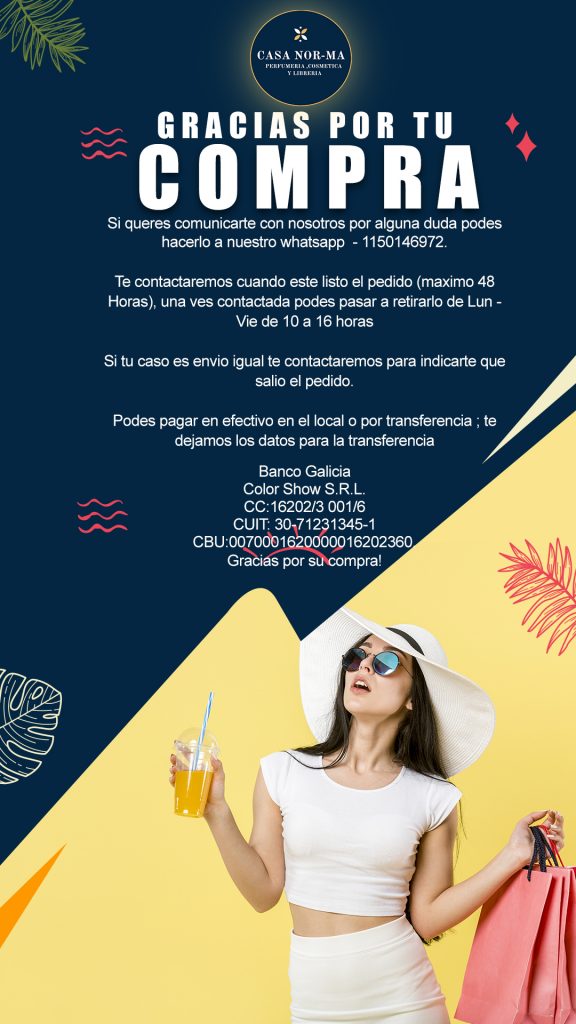 CASA NOR-MA
PERFUMERIA ,COSMETICA
Y LIBRERIA
GRACIAS POR TU
COMPRA
Si queres comunicarte con nosotros por alguna duda podes
hacerlo a nuestro whatsapp - 1150146972.
Te contactaremos cuando este listo el pedido (maximo 48
Horas), una ves contactada podes pasar a retirarlo de Lun -
Vie de 10 a 16 horas
Si tu caso es envio igual te contactaremos para indicarte que
salio el pedido.
Podes pagar en efectivo en el local o por transferencia ; te
dejamos los datos para la transferencia
Banco Galicia
Color Show S.R.L.
CC:16202/3 001/6
CUIT: 30-71231345-1
CBU:0070001620000016202360
Gracias por su compra!